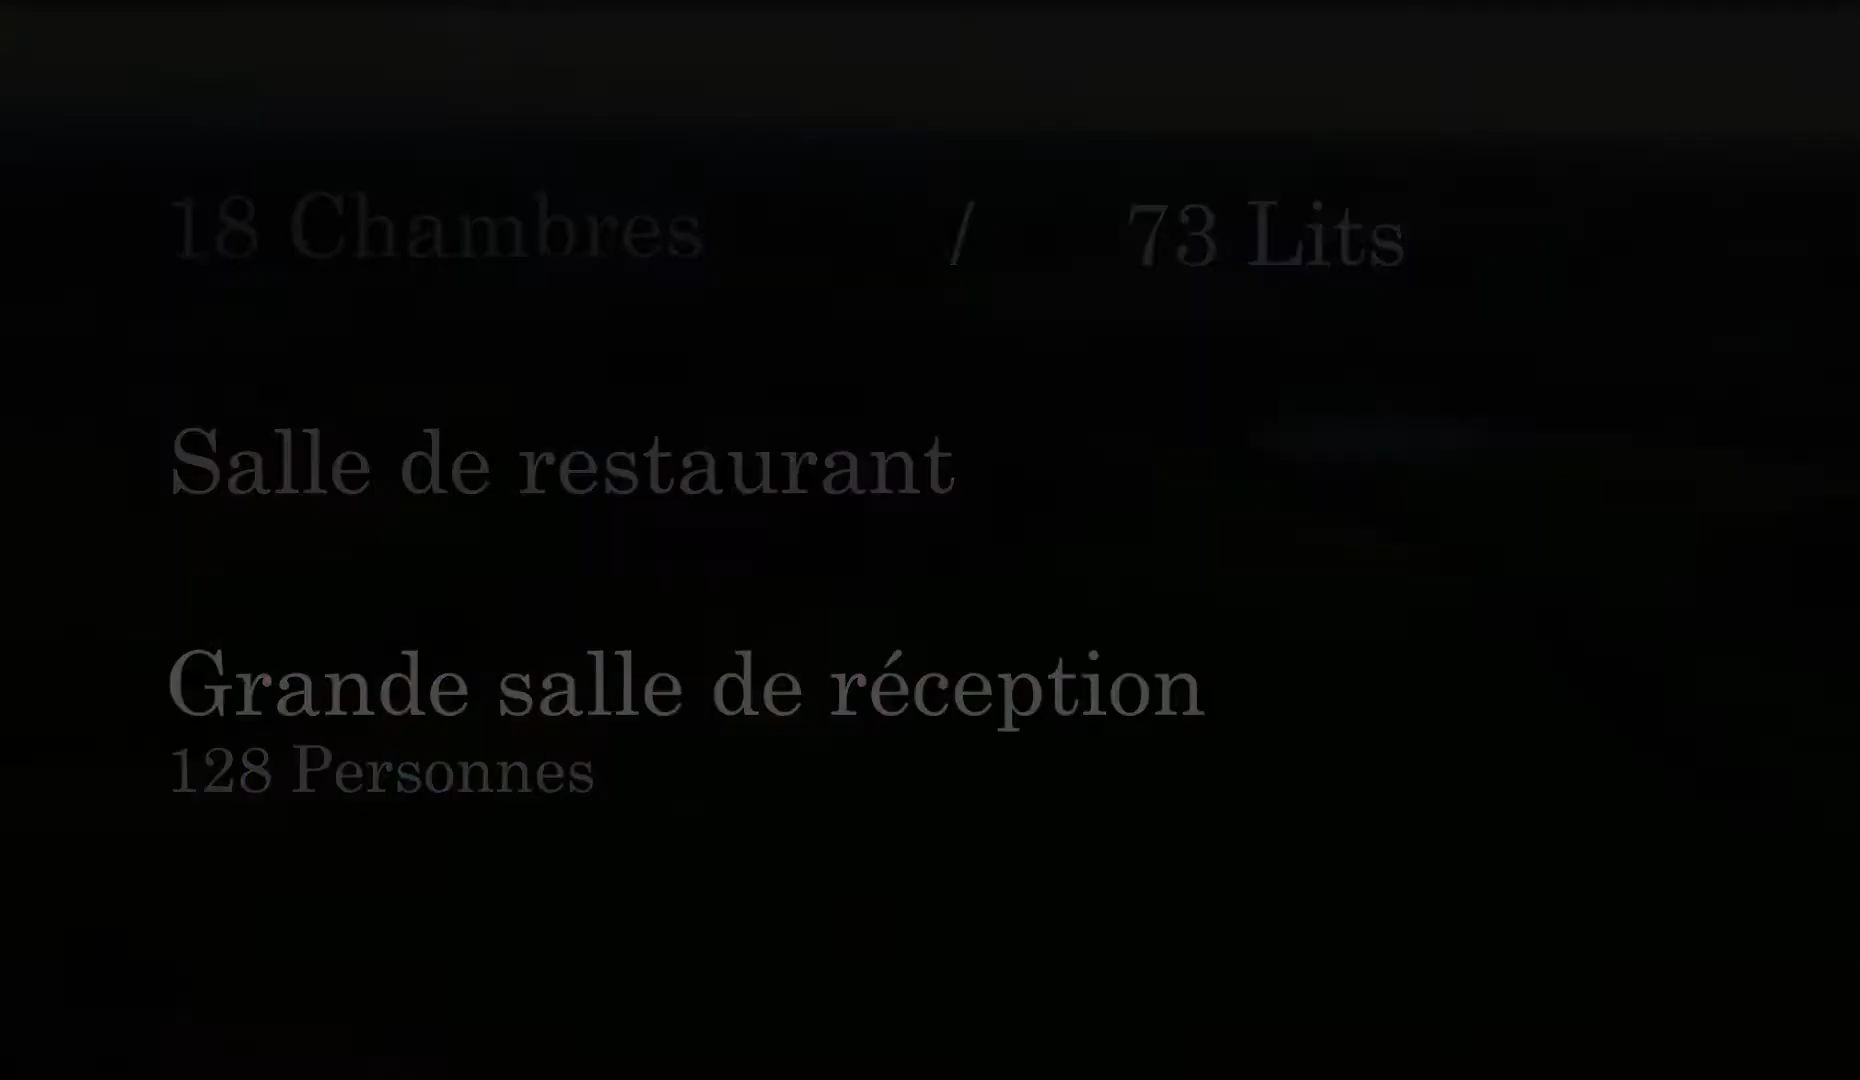 18 Chambres / 73 Lits
Salle de restaurant
Grande salle de réception
128 Personnes